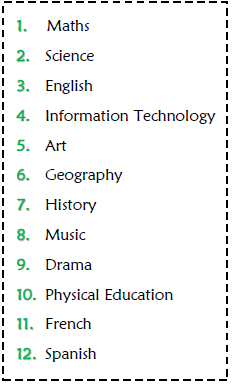 1. Maths
2. Science
3. English
4. Information Technology
5. Art
6. Geography
7. History
8. Music
9. Drama
10. Physical Education
11. French
12. Spanish